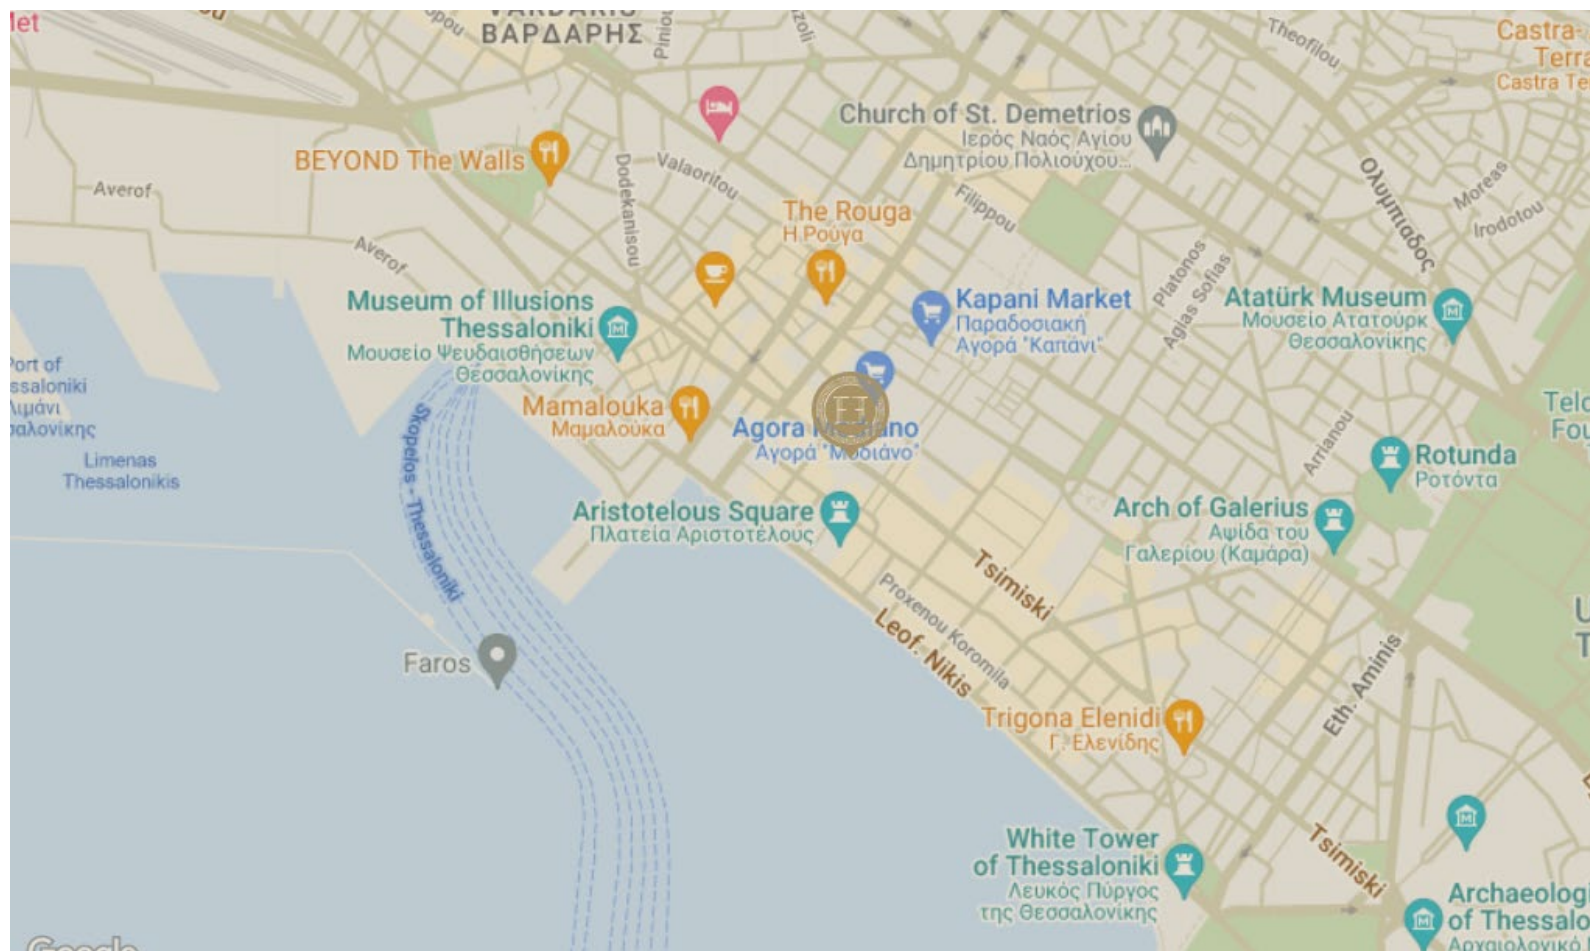 ΒΑΡΔΑΡΗΣ
Theofilou
Castra-
Terra
Castra Te
Church of St. Demetrios
Ιερός Ναός Αγίου
Δημητρίου Πολιούχου...
BEYOND The Walls
Averof
Dodekanisou
Valaoritou
Filippou
Ολυμπιαδος
Moreas
Irodotou
The Rouga
Η Ρούγα
Averof
Platonos
Agias Sofias
Museum of Illusions
Thessaloniki
Μουσείο Ψευδαισθήσεων
Θεσσαλονίκης
Kapani Market
Παραδοσιακή
Αγορά "Καπάνι"
Atatürk Museum
Μουσείο Ατατούρκ
Θεσσαλονίκης
Port of
Limenas
Thessalonikis
Skopelos - Thessaloniki
Mamalouka
Μαμαλούκα
Agora
Αγορά "Μοδιάνο"
Arrianou
Rotunda
Ροτόντα
Aristotelous Square
Πλατεία Αριστοτέλους
Arch of Galerius
Αψίδα του
Γαλερίου (Καμάρα)
Tsimiski
Proxenou Koromila
Leof. Nikis
Faros
Eth. Aminis
Trigona Elenidi
Γ. Ελενίδης
White Tower
of Thessaloniki
Λευκός Πύργος
της Θεσσαλονίκης
Tsimiski
Archaeologi
of Thessalo
Google